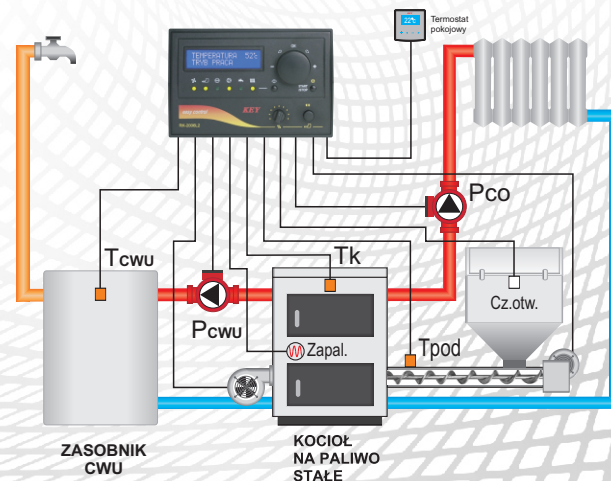 22°c
Termostat
pokojowy
TEMPERATURA 52°c
TRYB PRACA
KEY
Pco
Tcwu
Tk
Cz.otw.
Pcwu
Zapal.
Tpod
ZASOBNIK
CWU
KOCIOŁ
NA PALIWO
STAŁE